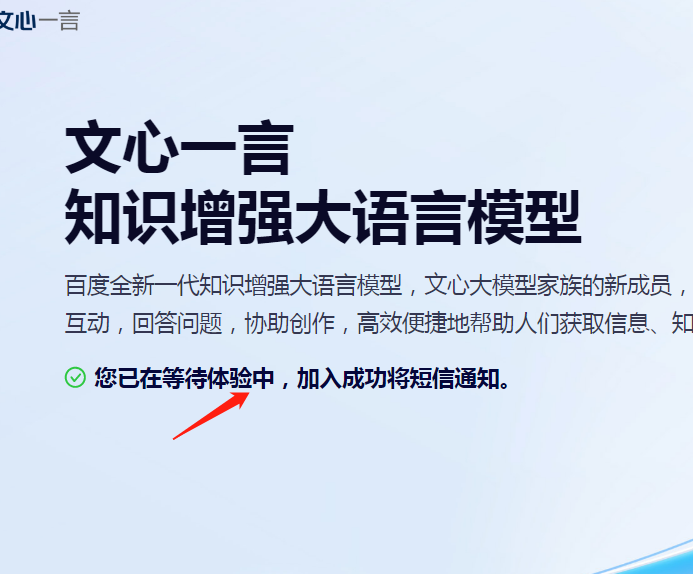 文心一言
文心一言
知识增强大语言模型
百度全新一代知识增强大语言模型，文心大模型家族的新成员，
互动，回答问题，协助创作，高效便捷地帮助人们获取信息、知
您已在等待体验中，加入成功将短信通知。